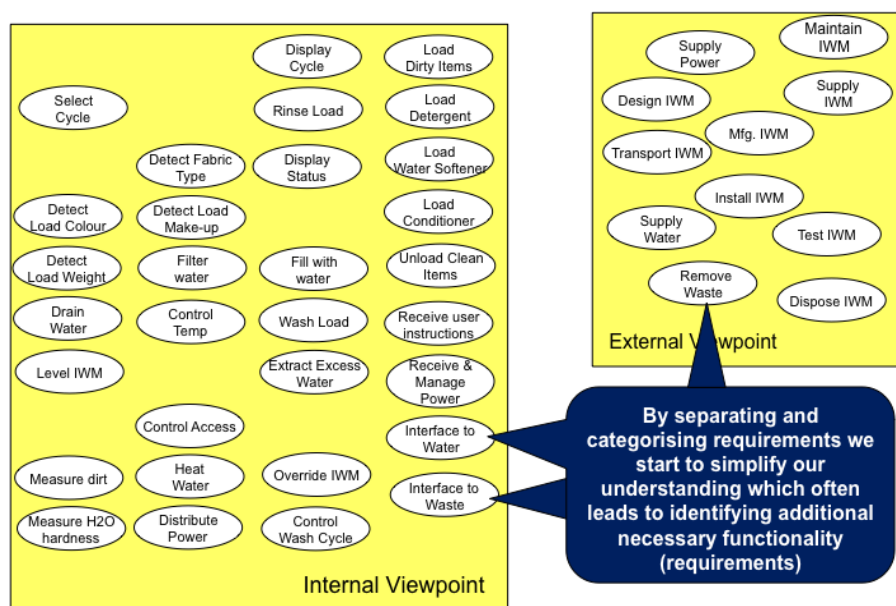 Display
Cycle
Load
Dirty Items
Select
Cycle
Rinse Load
Load
Detergent
Detect Fabric
Type
Display
Status
Load
Water Softener
Detect
Load Colour
Detect Load
Make-up
Load
Conditioner
Detect
Load Weight
Filter
water
Fill with
water
Unload Clean
Items
Drain
Water
Control
Temp
Wash Load
Receive user
instructions
Level IWM
Extract Excess
Water
Receive &
Manage
Power
Control Access
Interface to
Water
Measure dirt
Heat
Water
Override IWM
Interface to
Waste
Measure H2O
hardness
Distribute
Power
Control
Wash Cycle
Internal Viewpoint
Supply
Power
Maintain
IWM
Design IWM
Supply
IWM
Transport IWM
Mfg. IWM
Install IWM
Supply
Water
Test IWM
Remove
Waste
Dispose IWM
External Viewpoint
By separating and
categorising requirements we
start to simplify our
understanding which often
leads to identifying additional
necessary functionality
(requirements)